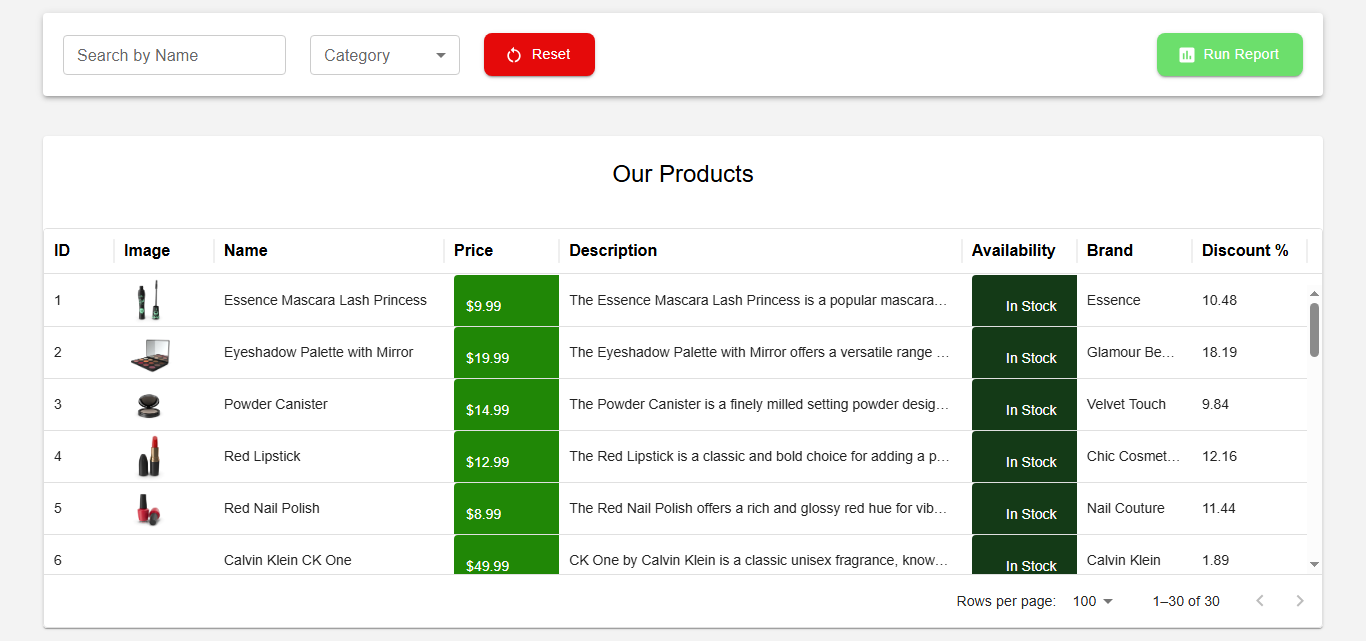 Search by Name Category Reset Run Report
Our Products
ID Image Name Price Description Availability Brand Discount %
1 Essence Mascara Lash Princess $9.99 The Essence Mascara Lash Princess is a popular mascara… In Stock Essence 10.48
2 Eyeshadow Palette with Mirror $19.99 The Eyeshadow Palette with Mirror offers a versatile range … In Stock Glamour Be… 18.19
3 Powder Canister $14.99 The Powder Canister is a finely milled setting powder desig… In Stock Velvet Touch 9.84
4 Red Lipstick $12.99 The Red Lipstick is a classic and bold choice for adding a p… In Stock Chic Cosmet… 12.16
5 Red Nail Polish $8.99 The Red Nail Polish offers a rich and glossy red hue for vib… In Stock Nail Couture 11.44
6 Calvin Klein CK One $49.99 CK One by Calvin Klein is a classic unisex fragrance, know… In Stock Calvin Klein 1.89
Rows per page: 100 1–30 of 30